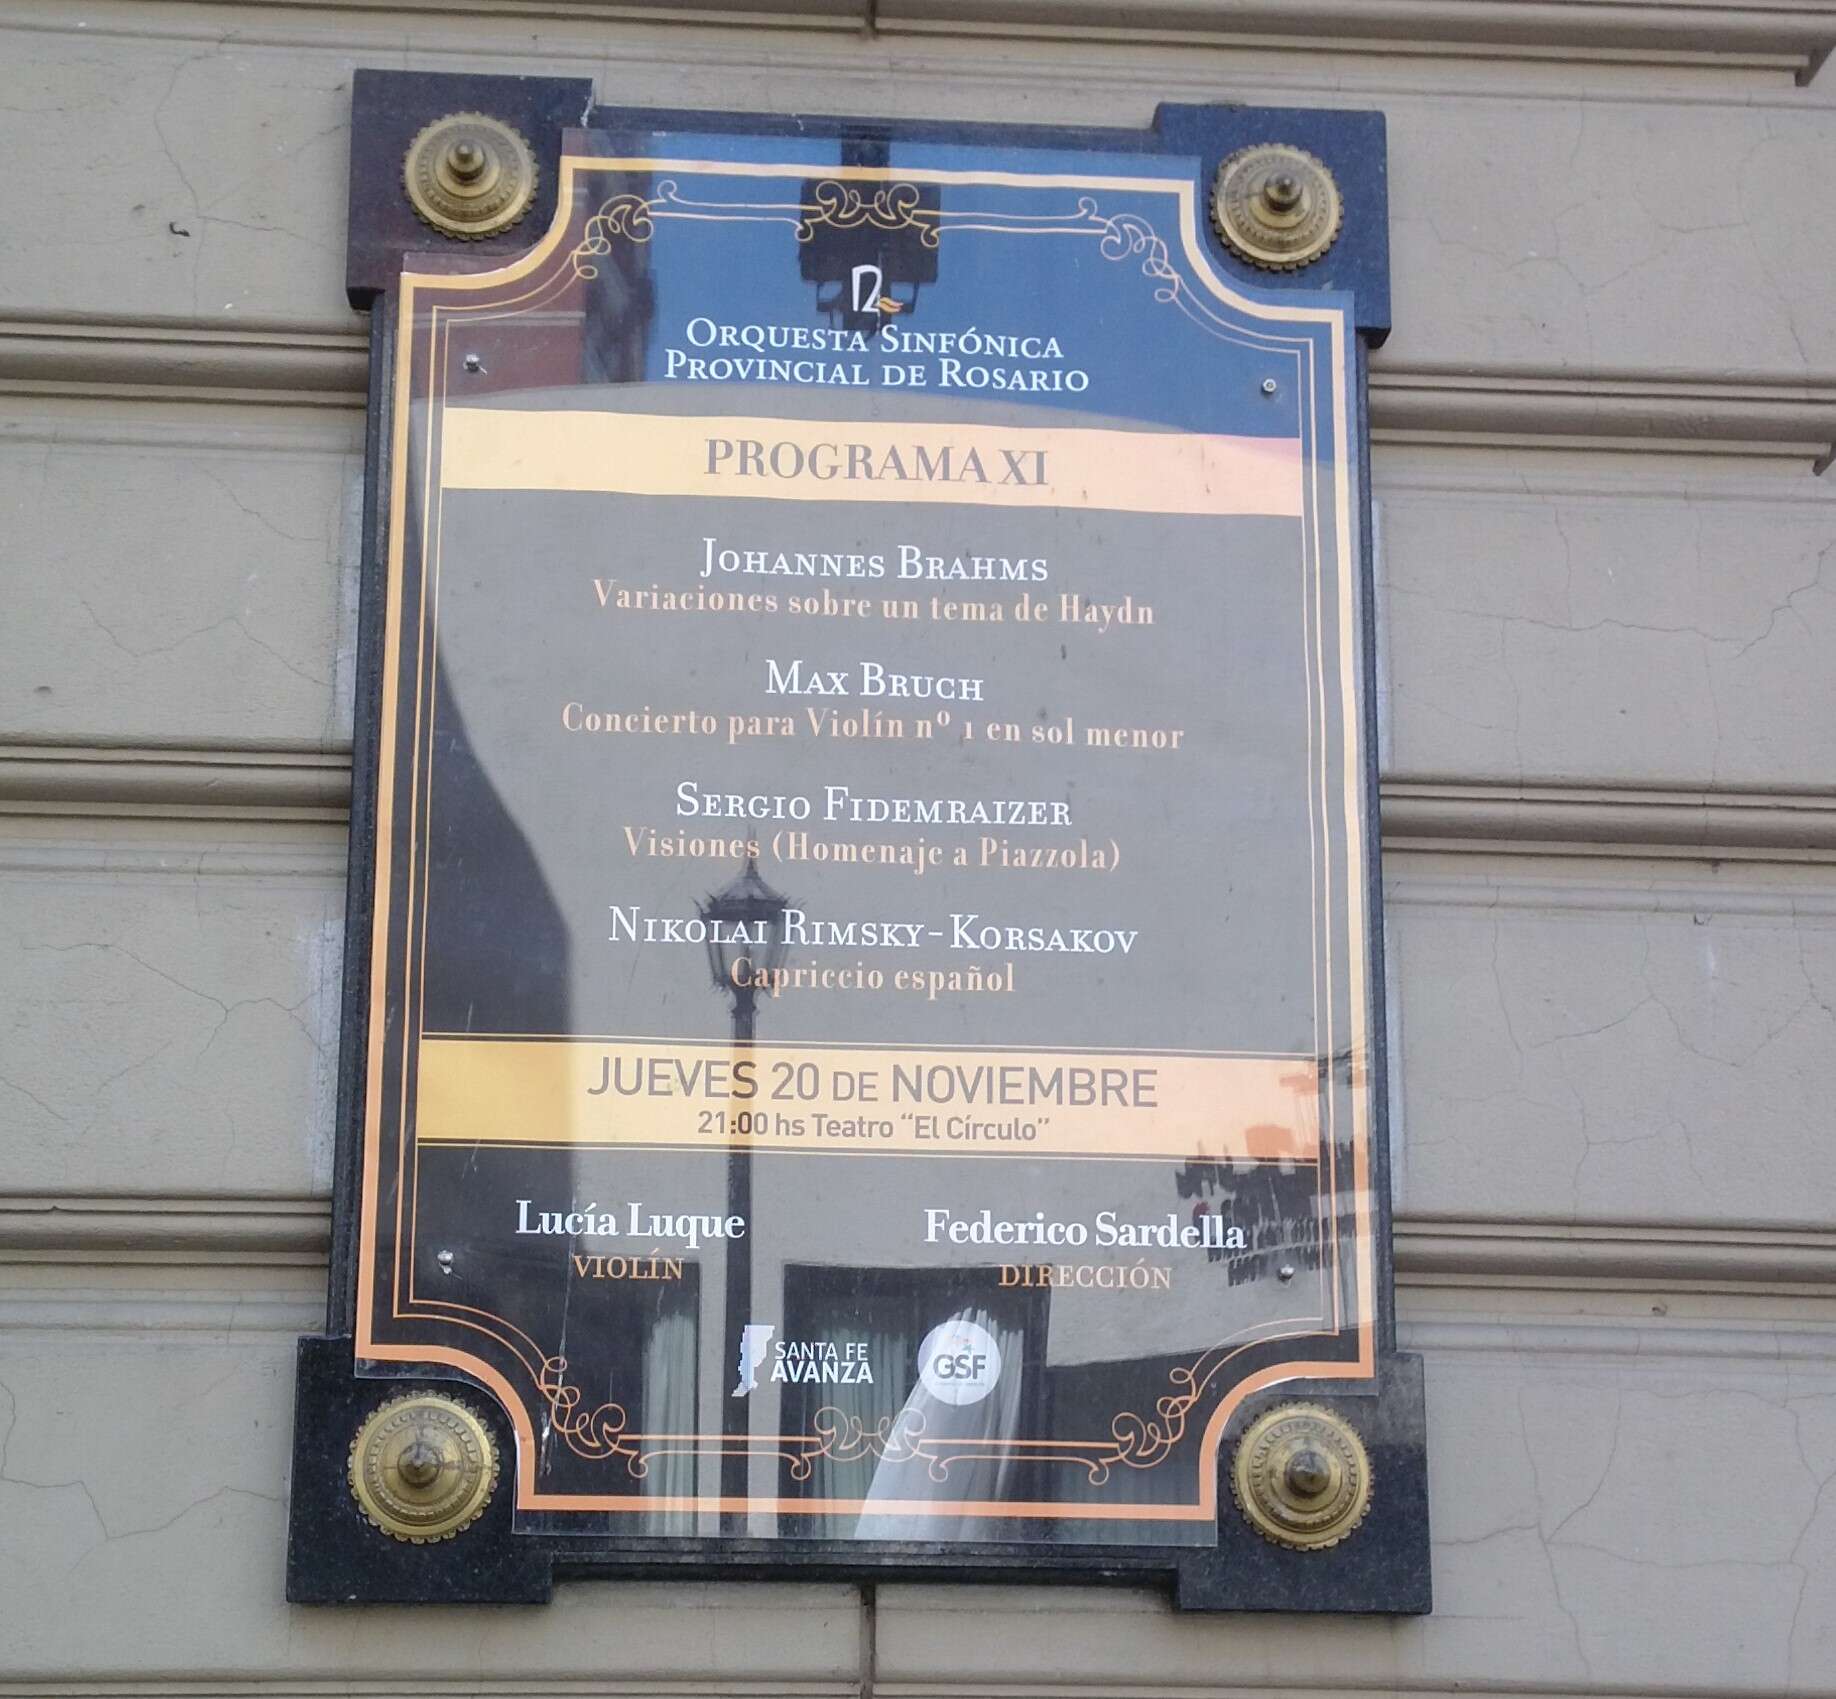 ORQUESTA SINFÓNICA
PROVINCIAL DE ROSARIO
PROGRAMA XI
JOHANNES BRAHMS
Variaciones sobre un tema de Haydn
MAX BRUCH
Concierto para Violín nº 1 en sol menor
SERGIO FIDEMRAIZER
Visiones (Homenaje a Piazzola)
NIKOLAI RIMSKY-KORSAKOV
Capriccio español
JUEVES 20 DE NOVIEMBRE
21:00 hs Teatro “El Círculo”
Lucía Luque
VIOLÍN
Federico Sardella
DIRECCIÓN
SANTA FE
AVANZA
GSF